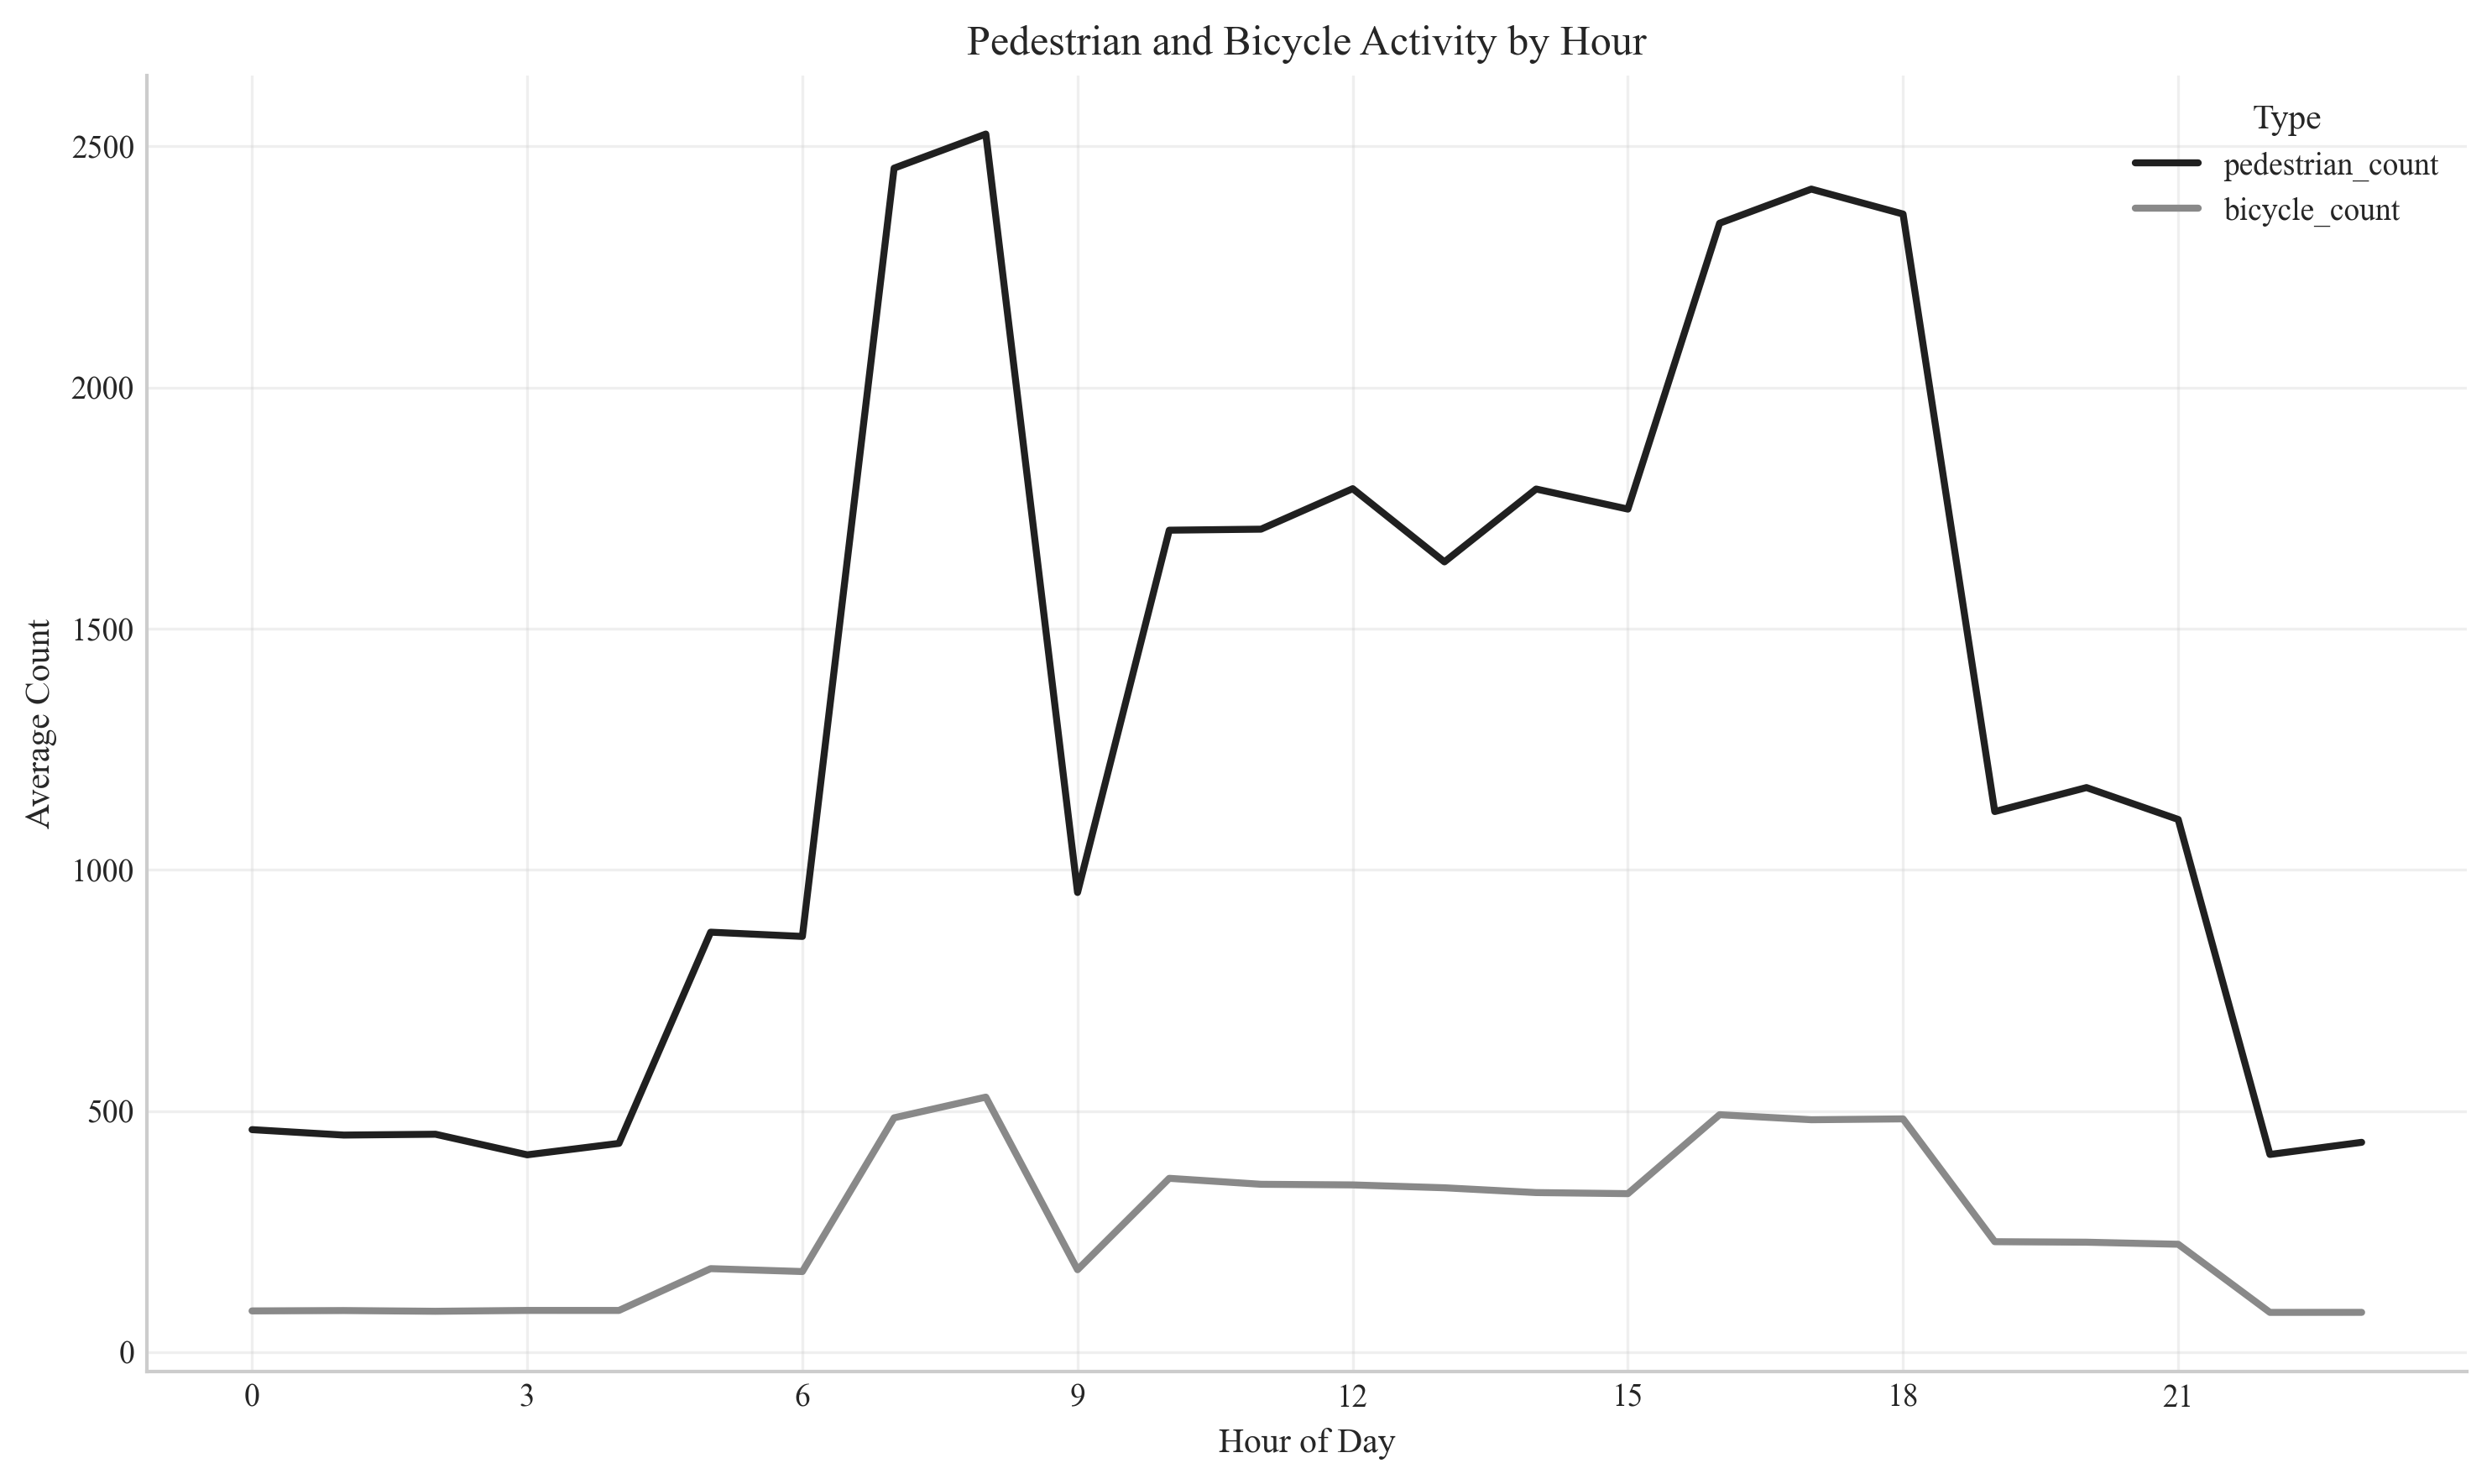 Pedestrian and Bicycle Activity by Hour
Type
pedestrian_count
bicycle_count
Average Count
2500
2000
1500
1000
500
0
0 3 6 9 12 15 18 21
Hour of Day